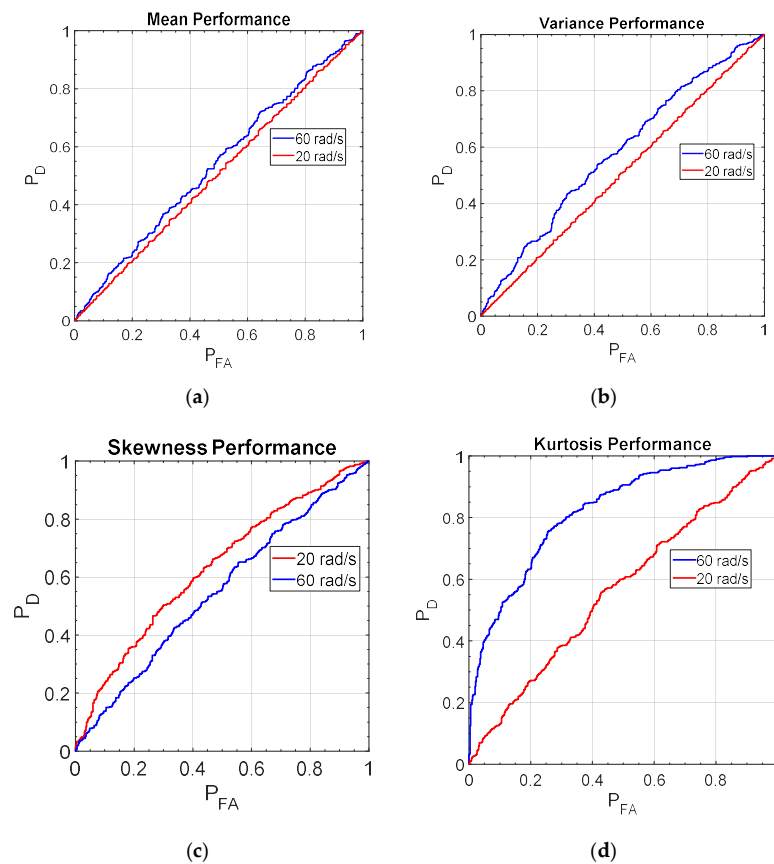 Mean Performance
1
0.8
0.6
0.4
0.2
0
P_D
60 rad/s
20 rad/s
0 0.2 0.4 0.6 0.8 1
P_FA
(a)
Variance Performance
1
0.8
0.6
0.4
0.2
0
P_D
60 rad/s
20 rad/s
0 0.2 0.4 0.6 0.8 1
P_FA
(b)
Skewness Performance
1
0.8
0.6
0.4
0.2
0
P_D
20 rad/s
60 rad/s
0 0.2 0.4 0.6 0.8 1
P_FA
(c)
Kurtosis Performance
1
0.8
0.6
0.4
0.2
0
P_D
60 rad/s
20 rad/s
0 0.2 0.4 0.6 0.8
P_FA
(d)